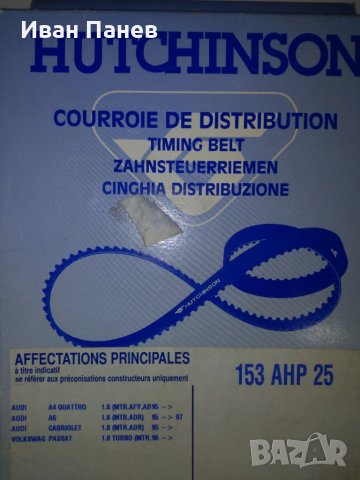 Иван Панев
HUTCHINSON
COURROIE DE DISTRIBUTION
TIMING BELT
ZAHNSTEUERRIEMEN
CINGHIA DISTRIBUZIONE
HUTCHINSON
AFFECTATIONS PRINCIPALES
à titre indicatif
se référer aux préconisations constructeurs uniquement
153 AHP 25
AUDI A4 QUATTRO 1.8 (MTR.AFY,AD 95 ->
AUDI A6 1.8 (MTR.ADR) 95 -> 97
AUDI CABRIOLET 1.8 (MTR.ADR) 95 ->
VOLKSWAG PASSAT 1.8 TURBO (MTR. 96 ->
BAZAR